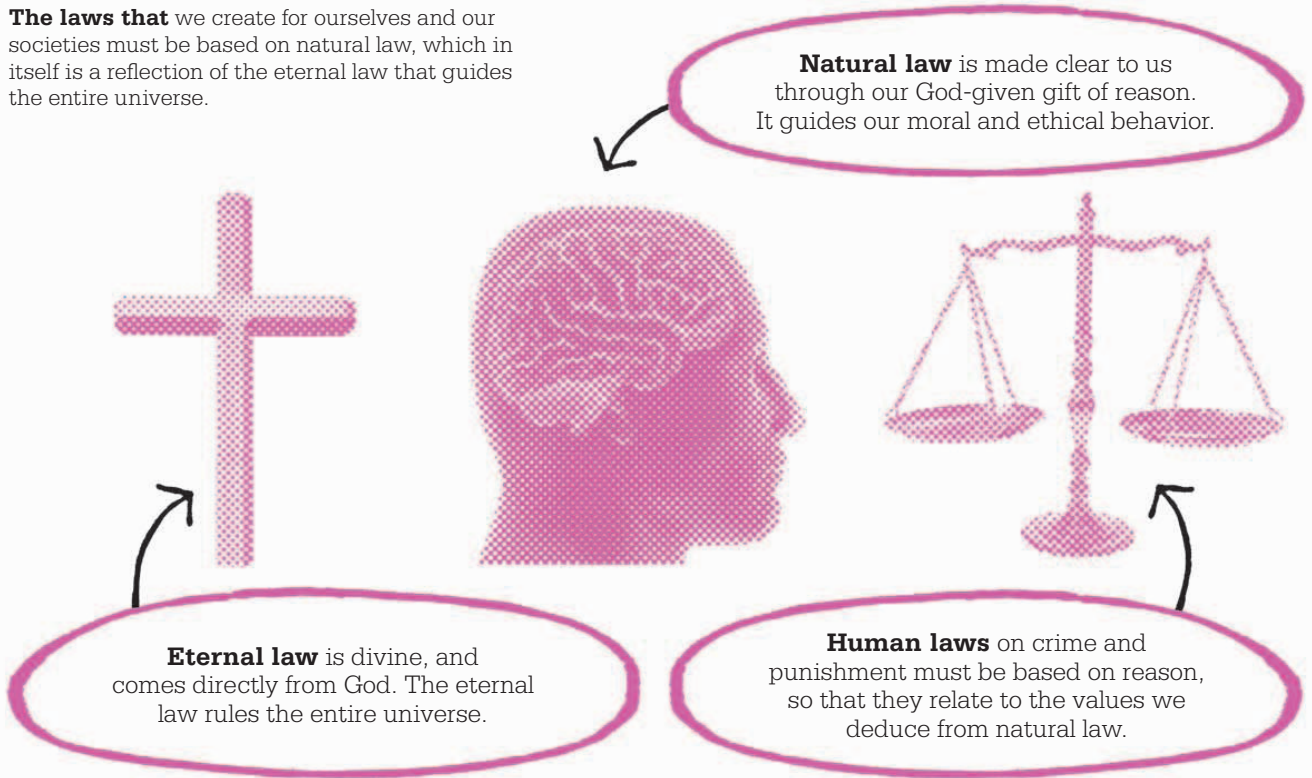 The laws that we create for ourselves and our
societies must be based on natural law, which in
itself is a reflection of the eternal law that guides
the entire universe.
Natural law is made clear to us
through our God-given gift of reason.
It guides our moral and ethical behavior.
Eternal law is divine, and
comes directly from God. The eternal
law rules the entire universe.
Human laws on crime and
punishment must be based on reason,
so that they relate to the values we
deduce from natural law.